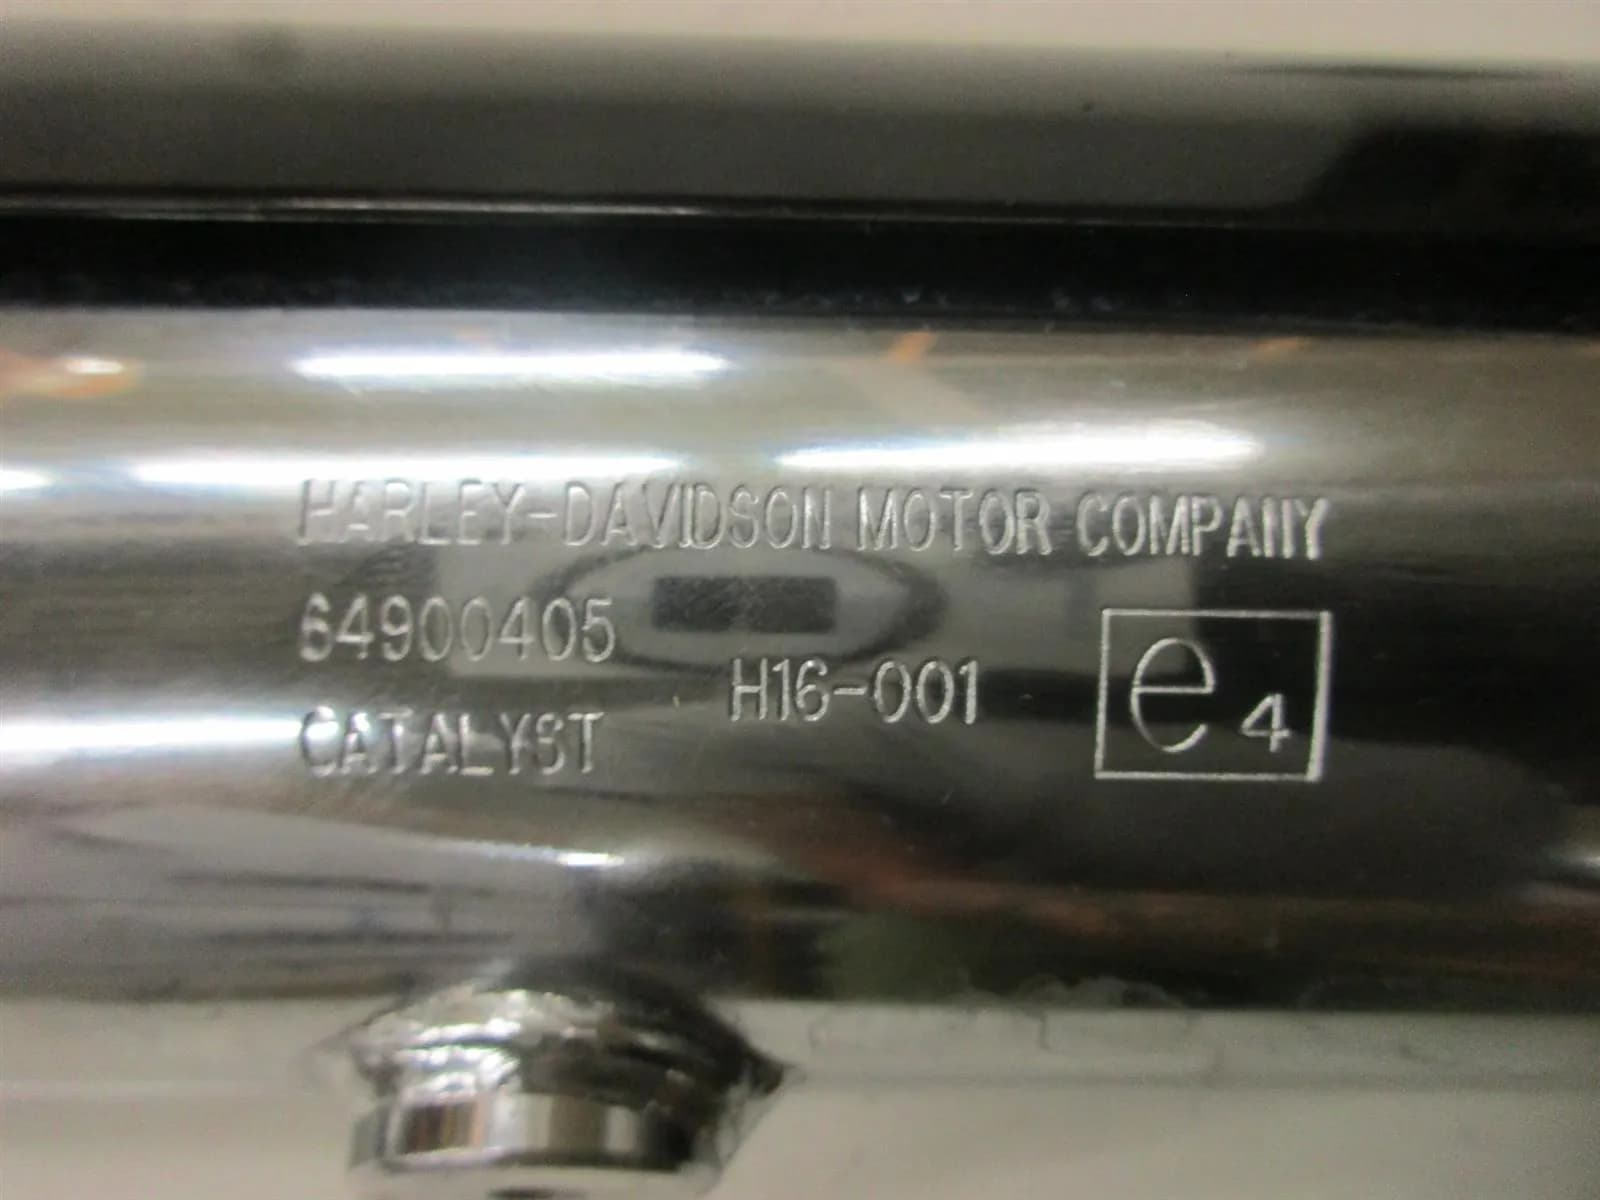 HARLEY-DAVIDSON MOTOR COMPANY
64900405
H16-001
e4
CATALYST